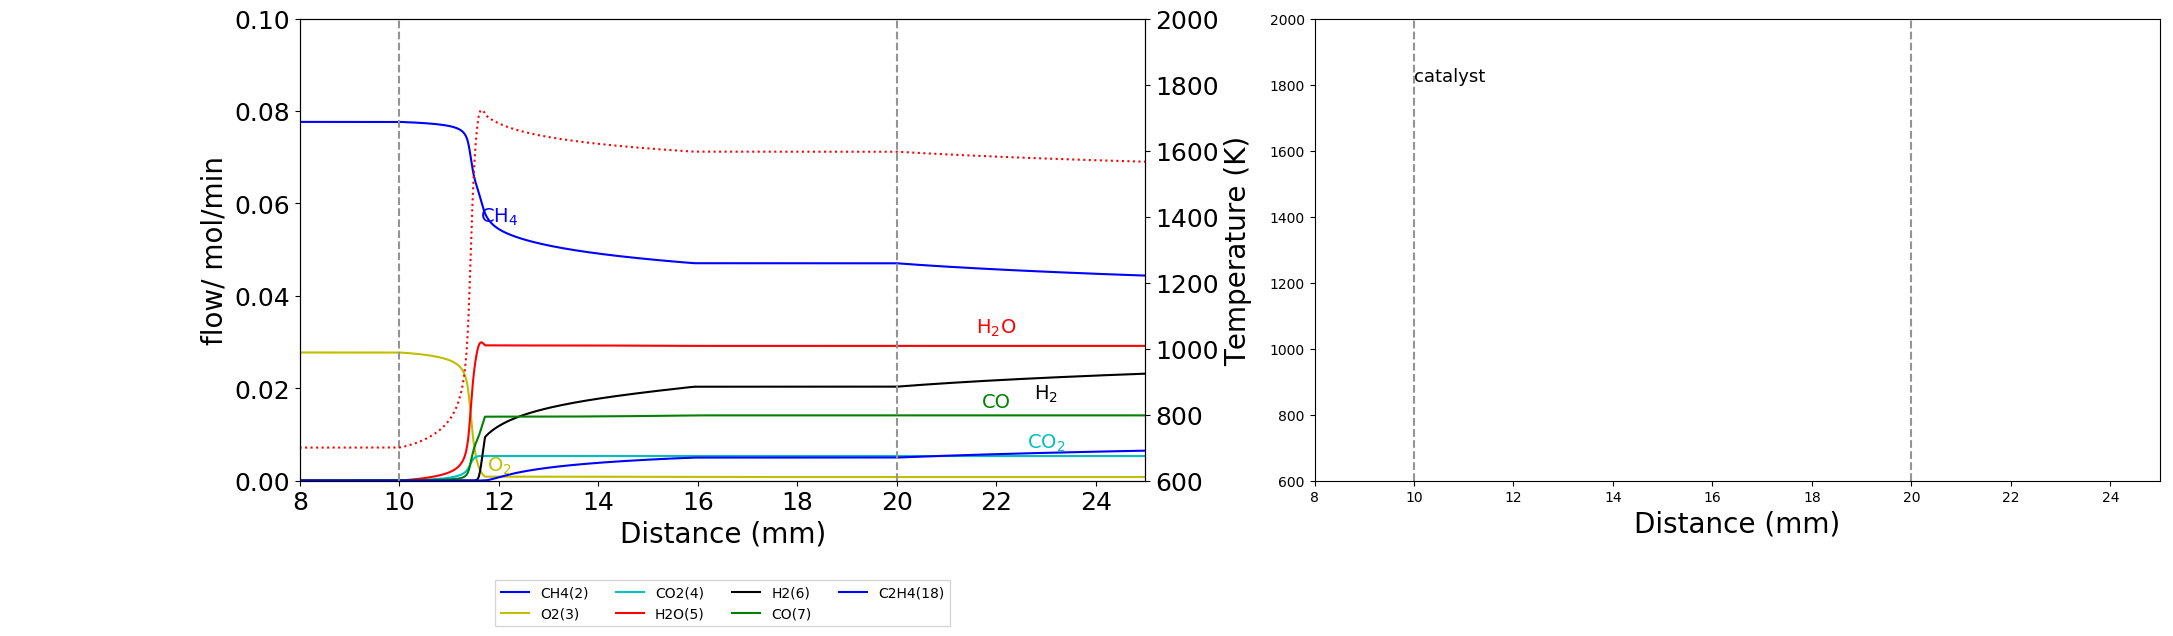 0.10
0.08
0.06
0.04
0.02
0.00
flow/ mol/min
8 10 12 14 16 18 20 22 24
Distance (mm)
2000
1800
1600
1400
1200
1000
800
600
Temperature (K)
CH₄
H₂O
H₂
CO
CO₂
O₂
CH4(2) CO2(4) H2(6) C2H4(18)
O2(3) H2O(5) CO(7)
2000
1800
1600
1400
1200
1000
800
600
catalyst
8 10 12 14 16 18 20 22 24
Distance (mm)